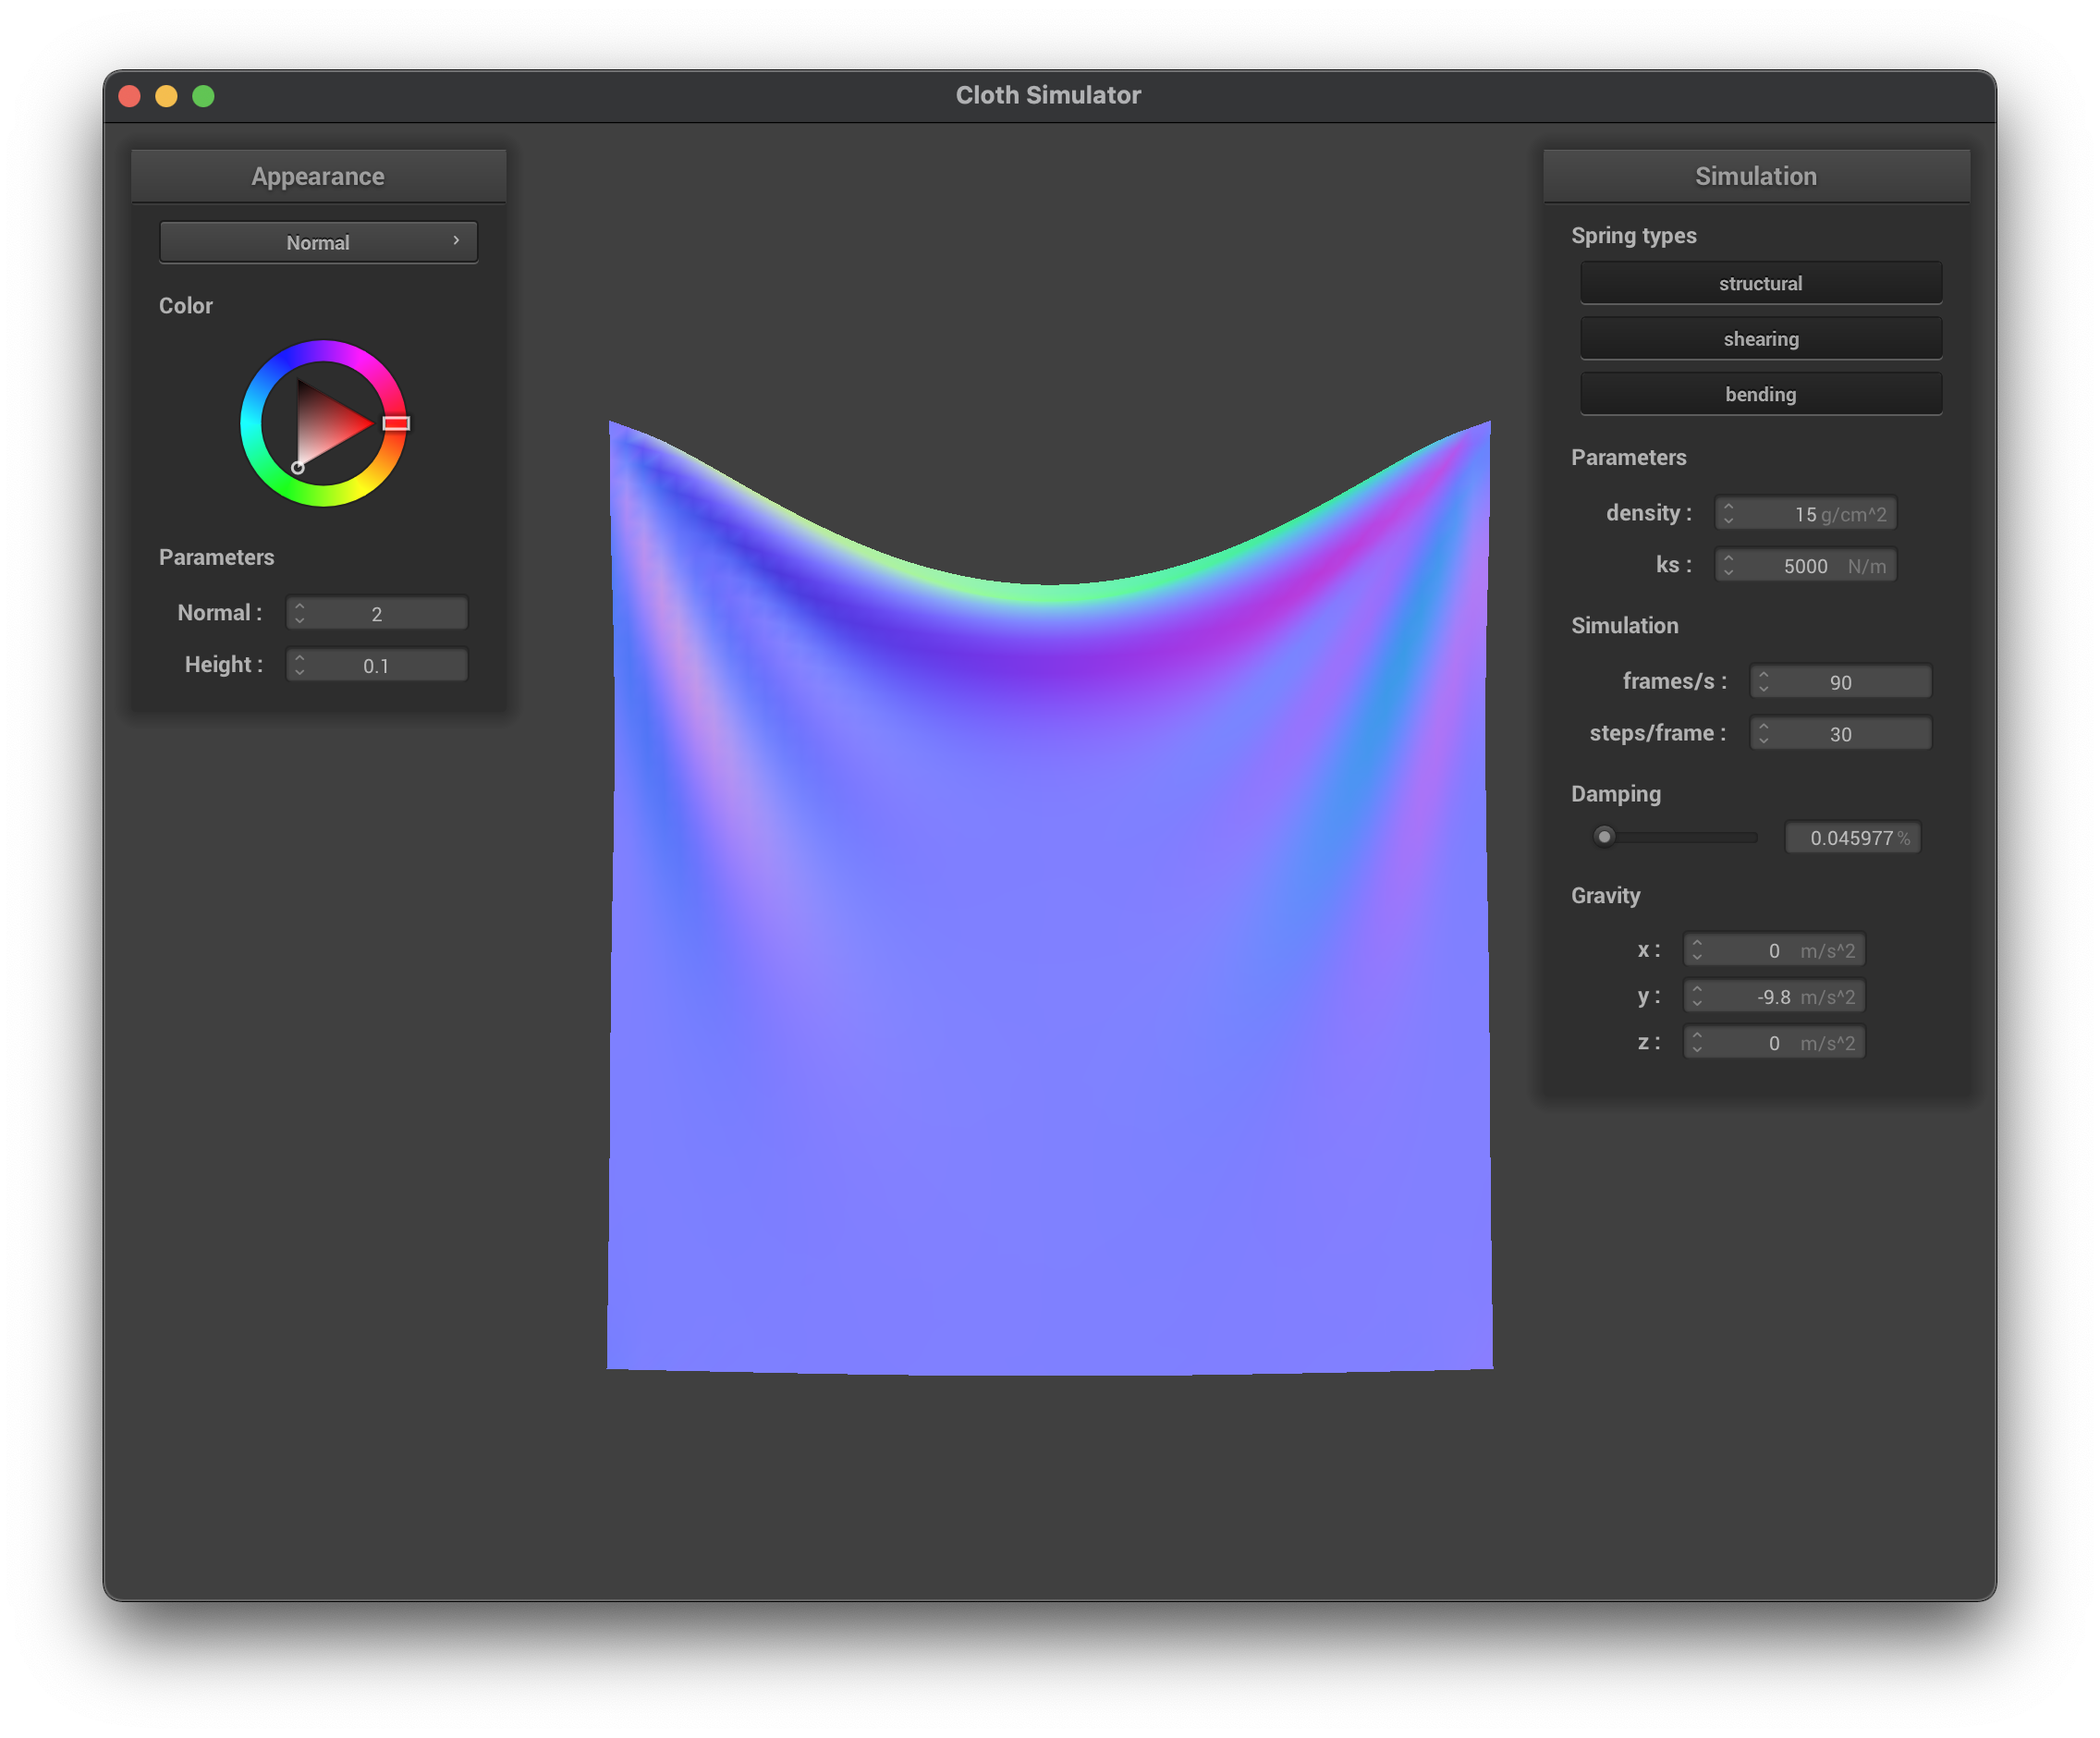 Cloth Simulator
Appearance
Normal
Color
Parameters
Normal : 2
Height : 0.1
Simulation
Spring types
structural
shearing
bending
Parameters
density : 15 g/cm^2
ks : 5000 N/m
Simulation
frames/s : 90
steps/frame : 30
Damping
0.045977 %
Gravity
x : 0 m/s^2
y : -9.8 m/s^2
z : 0 m/s^2